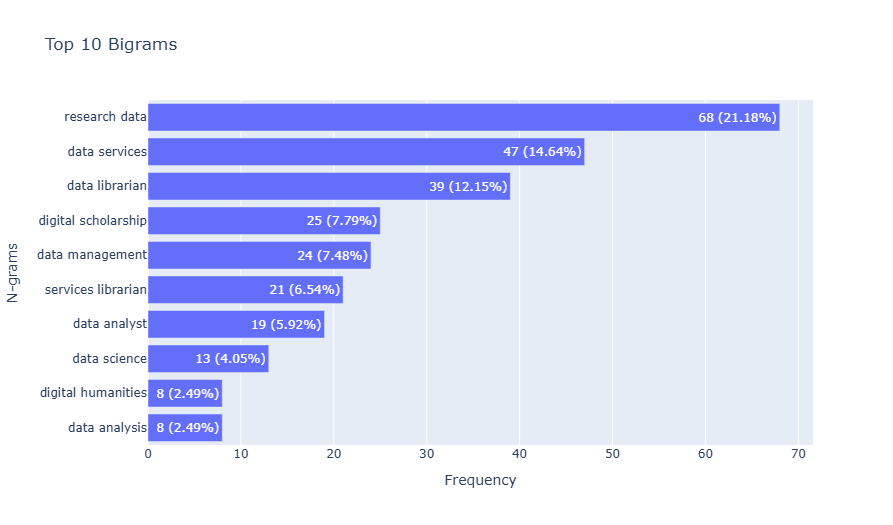 Top 10 Bigrams
research data 68 (21.18%)
data services 47 (14.64%)
data librarian 39 (12.15%)
digital scholarship 25 (7.79%)
data management 24 (7.48%)
services librarian 21 (6.54%)
data analyst 19 (5.92%)
data science 13 (4.05%)
digital humanities 8 (2.49%)
data analysis 8 (2.49%)
0 10 20 30 40 50 60 70
Frequency
N-grams